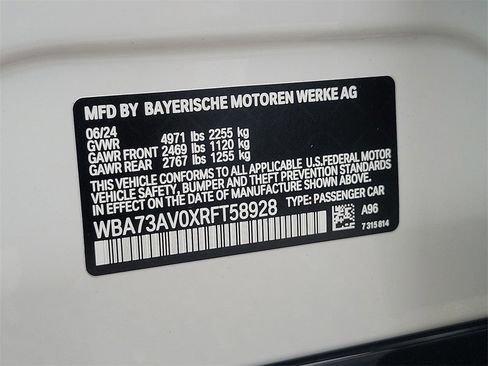 MFD BY BAYERISCHE MOTOREN WERKE AG
06/24
GVWR 4971 lbs 2255 kg
GAWR FRONT 2469 lbs 1120 kg
GAWR REAR 2767 lbs 1255 kg
THIS VEHICLE CONFORMS TO ALL APPLICABLE U.S.FEDERAL MOTOR
VEHICLE SAFETY, BUMPER AND THEFT PREVENTION STANDARDS
IN EFFECT ON THE DATE OF MANUFACTURE SHOWN ABOVE.
WBA73AV0XRFT58928 TYPE: PASSENGER CAR
A96
7 315 814